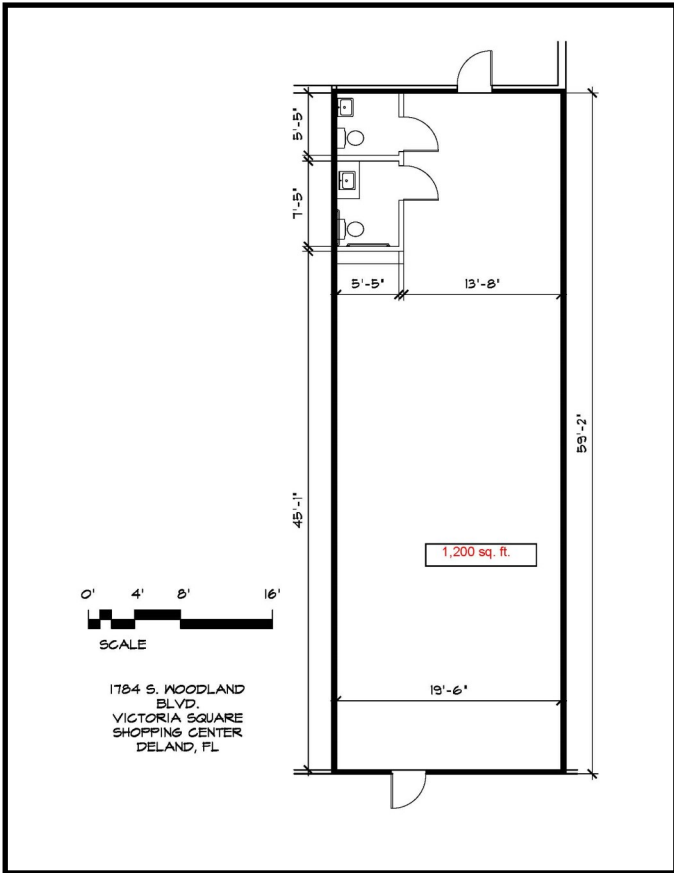 5'-5"
7'-5"
5'-5"
13'-8"
59'-2"
45'-1"
1,200 sq. ft.
0' 4' 8' 16'
SCALE
19'-6"
1784 S. WOODLAND
BLVD.
VICTORIA SQUARE
SHOPPING CENTER
DELAND, FL